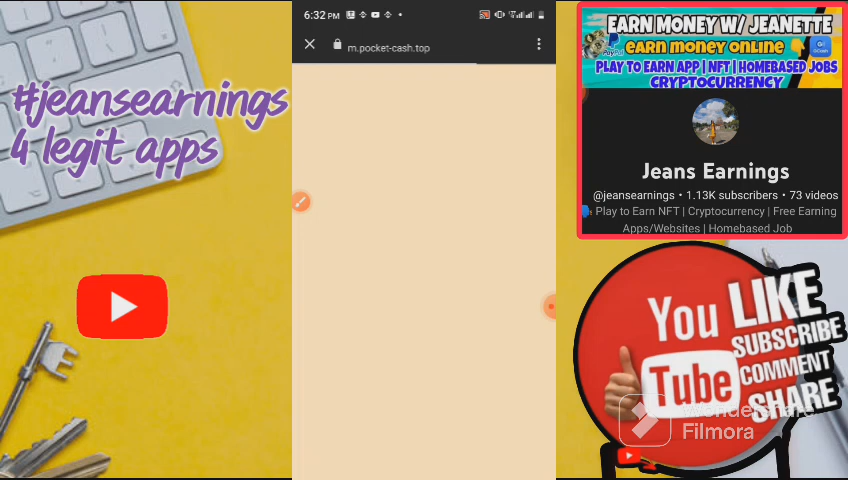 #jeansearnings
4 legit apps
6:32 PM
m.pocket-cash.top
EARN MONEY W/ JEANETTE
earn money online
PLAY TO EARN APP | NFT | HOMEBASED JOBS
CRYPTOCURRENCY
Jeans Earnings
@jeansearnings • 1.13K subscribers • 73 videos
Play to Earn NFT | Cryptocurrency | Free Earning
Apps/Websites | Homebased Job
You
Tube
LIKE
SUBSCRIBE
COMMENT
SHARE
Wondershare
Filmora